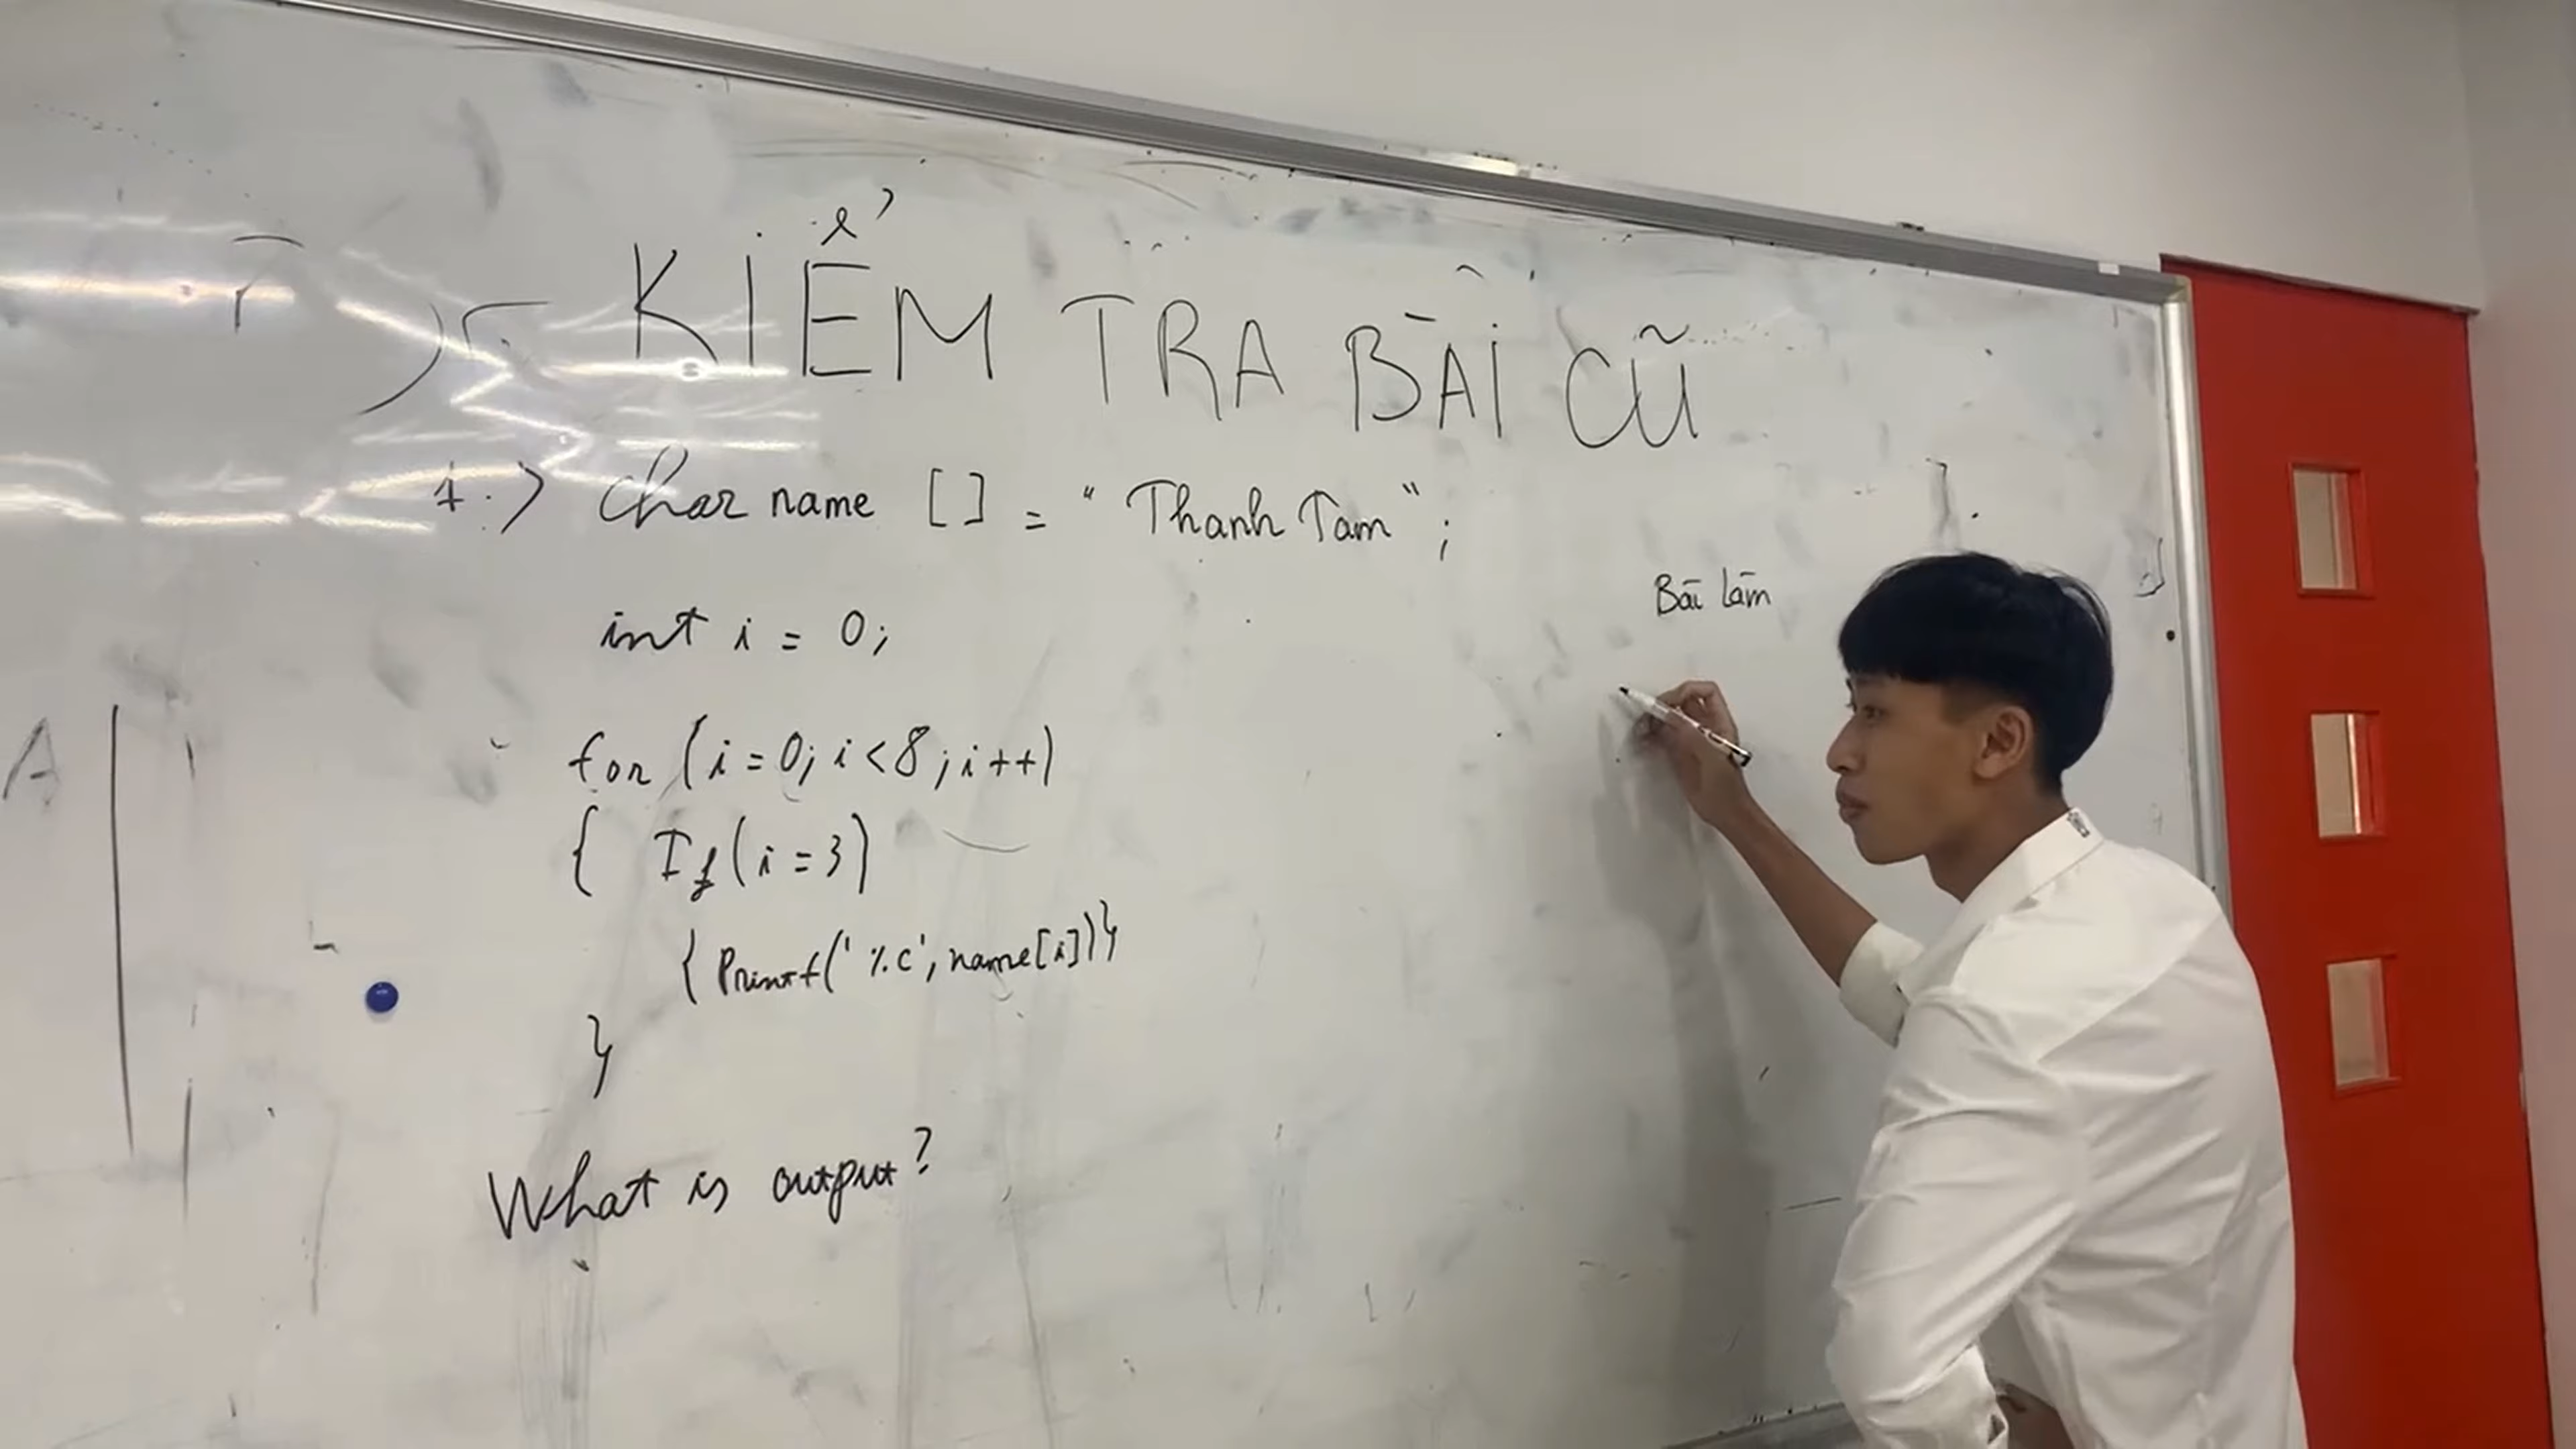 KIỂM TRA BÀI CŨ
1.) char name [] = "Thanh Tam";
Bài làm
int i = 0;
for (i = 0; i < 8; i++)
{ If (i = 3)
{ Printf(' %c', name[i])}
}
What is output?
A